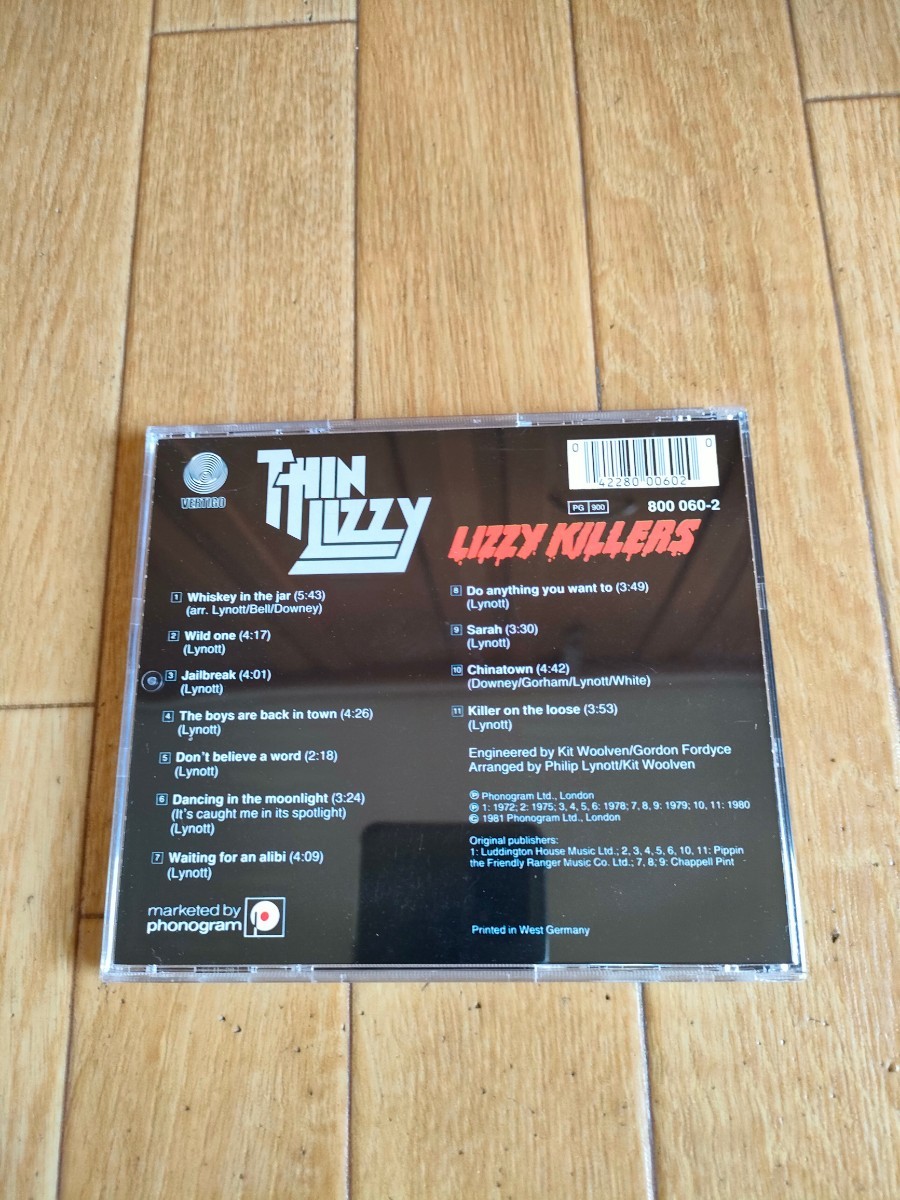 VERTIGO
THIN
LIZZY
0
42280 00602
0
PG 900
800 060-2
LIZZY KILLERS
1 Whiskey in the jar (5:43)
(arr. Lynott/Bell/Downey)
2 Wild one (4:17)
(Lynott)
3 Jailbreak (4:01)
(Lynott)
4 The boys are back in town (4:26)
(Lynott)
5 Don't believe a word (2:18)
(Lynott)
6 Dancing in the moonlight (3:24)
(It's caught me in its spotlight)
(Lynott)
7 Waiting for an alibi (4:09)
(Lynott)
marketed by
phonogram
8 Do anything you want to (3:49)
(Lynott)
9 Sarah (3:30)
(Lynott)
10 Chinatown (4:42)
(Downey/Gorham/Lynott/White)
11 Killer on the loose (3:53)
(Lynott)
Engineered by Kit Woolven/Gordon Fordyce
Arranged by Philip Lynott/Kit Woolven
℗ Phonogram Ltd., London
℗ 1: 1972; 2: 1975; 3, 4, 5, 6: 1978; 7, 8, 9: 1979; 10, 11: 1980
© 1981 Phonogram Ltd., London
Original publishers:
1: Luddington House Music Ltd.; 2, 3, 4, 5, 6, 10, 11: Pippin
the Friendly Ranger Music Co. Ltd.; 7, 8; 9: Chappell Pint
Printed in West Germany